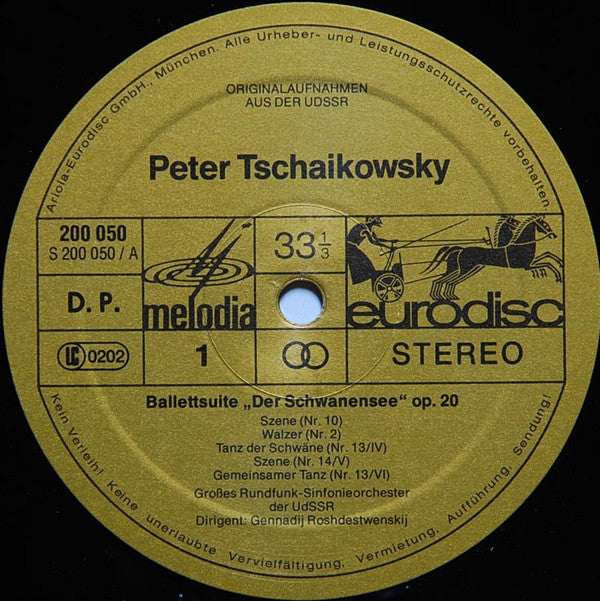 Ariola-Eurodisc GmbH., München. Alle Urheber- und Leistungsschutzrechte vorbehalten.
ORIGINALAUFNAHMEN
AUS DER UDSSR
Peter Tschaikowsky
200 050
S 200 050 / A
D. P.
LC 0202
melodia
1
33 1/3
eurodisc
STEREO
Ballettsuite „Der Schwanensee“ op. 20
Szene (Nr. 10)
Walzer (Nr. 2)
Tanz der Schwäne (Nr. 13/IV)
Szene (Nr. 14/V)
Gemeinsamer Tanz (Nr. 13/VI)
Großes Rundfunk-Sinfonieorchester
der UdSSR
Dirigent: Gennadij Roshdestwenskij
Kein Verleih! Keine unerlaubte Vervielfältigung, Vermietung, Aufführung, Sendung!